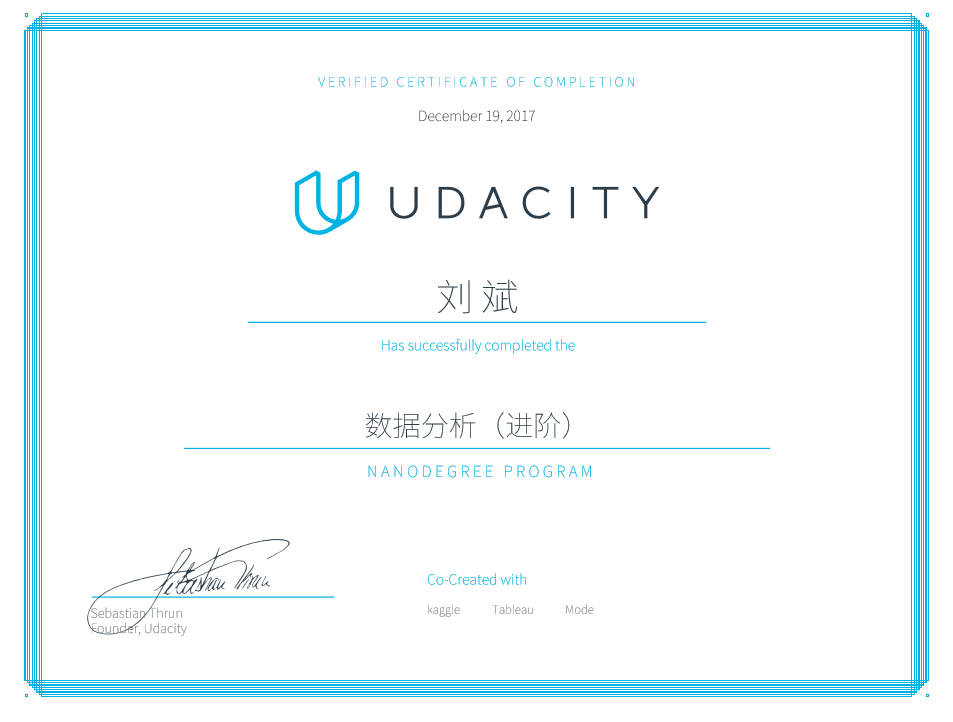 VERIFIED CERTIFICATE OF COMPLETION
December 19, 2017
UDACITY
刘 斌
Has successfully completed the
数据分析（进阶）
NANODEGREE PROGRAM
Sebastian Thrun
Sebastian Thrun
Founder, Udacity
Co-Created with
kaggle Tableau Mode